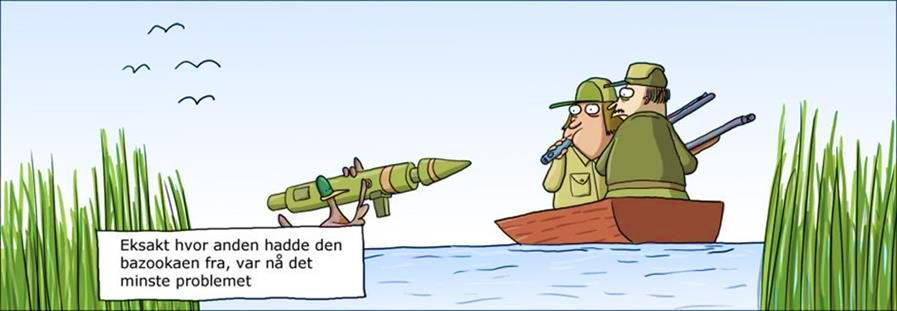 Eksakt hvor anden hadde den
bazookaen fra, var nå det
minste problemet